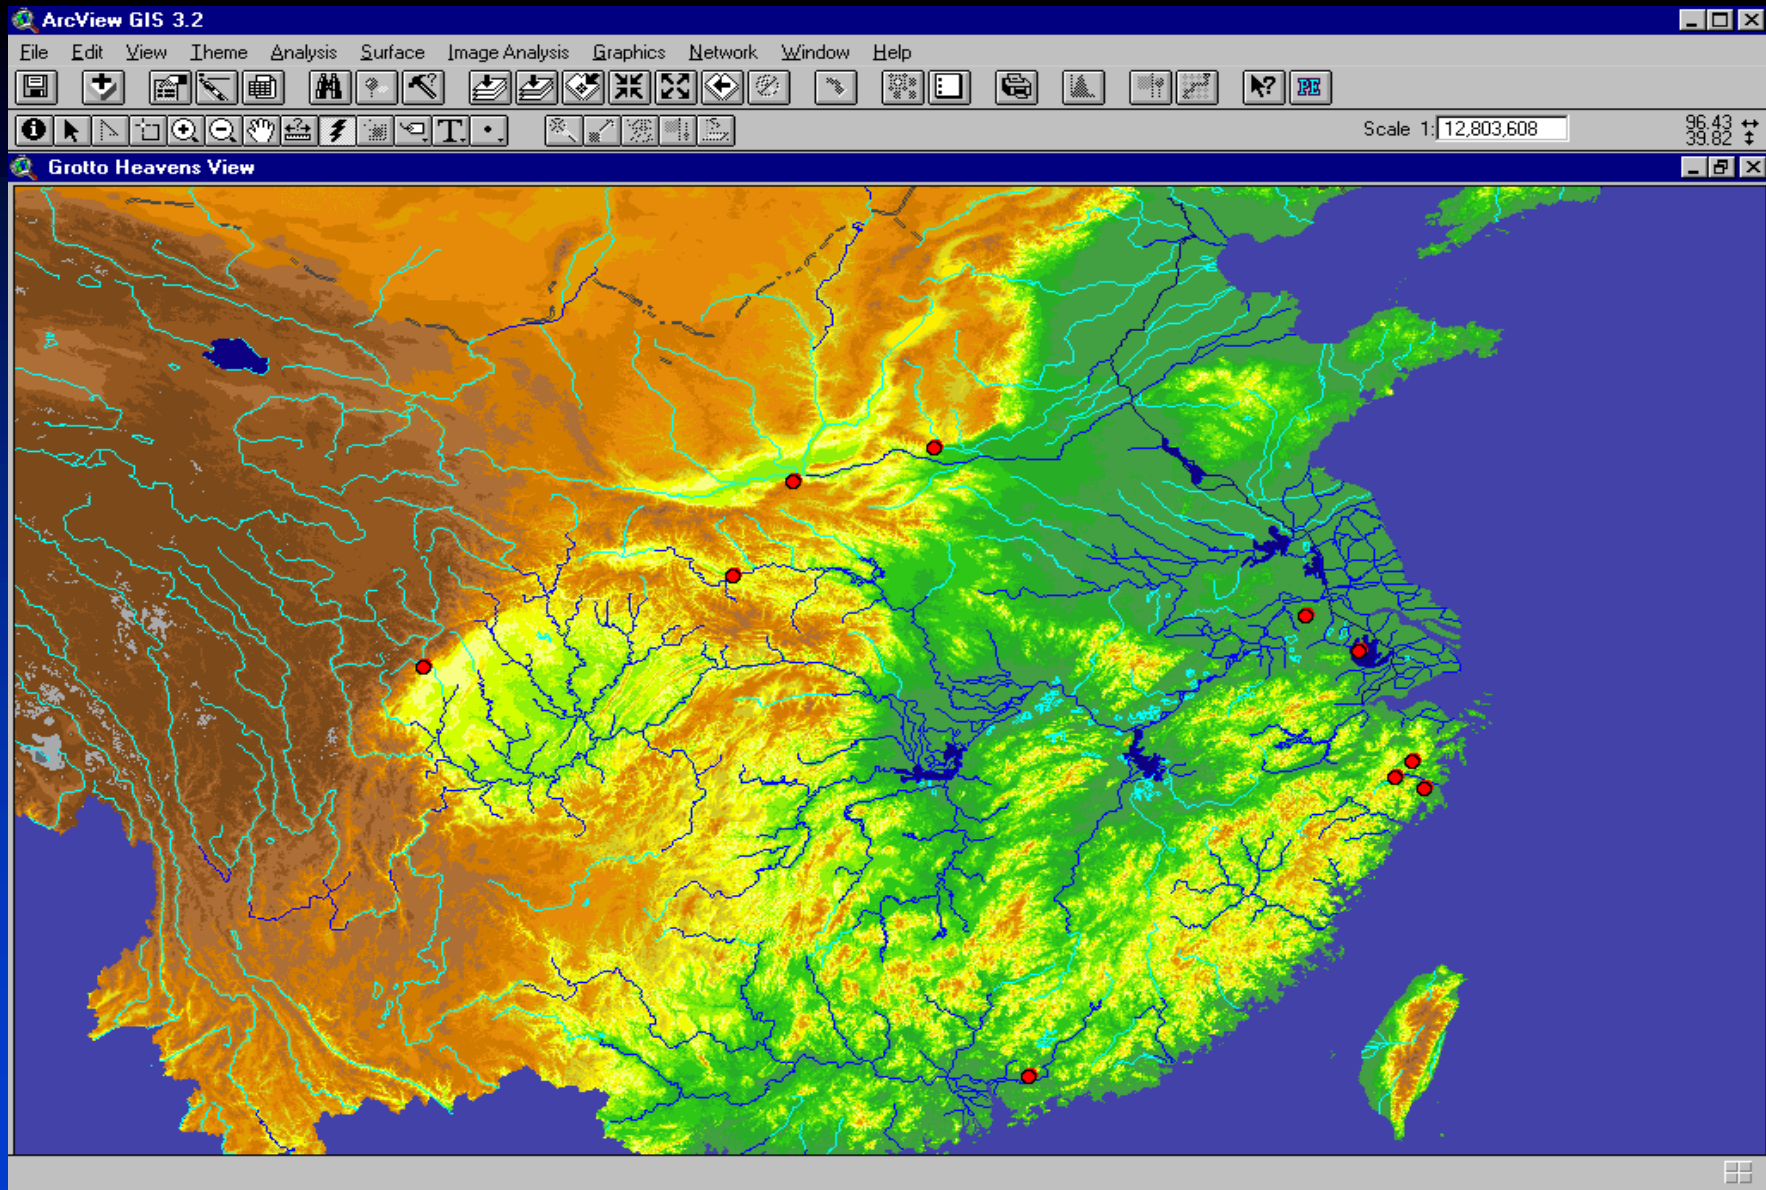 ArcView GIS 3.2
File Edit View Theme Analysis Surface Image Analysis Graphics Network Window Help
PE
T
Scale 1: 12,803,608
96.43
39.82
Grotto Heavens View